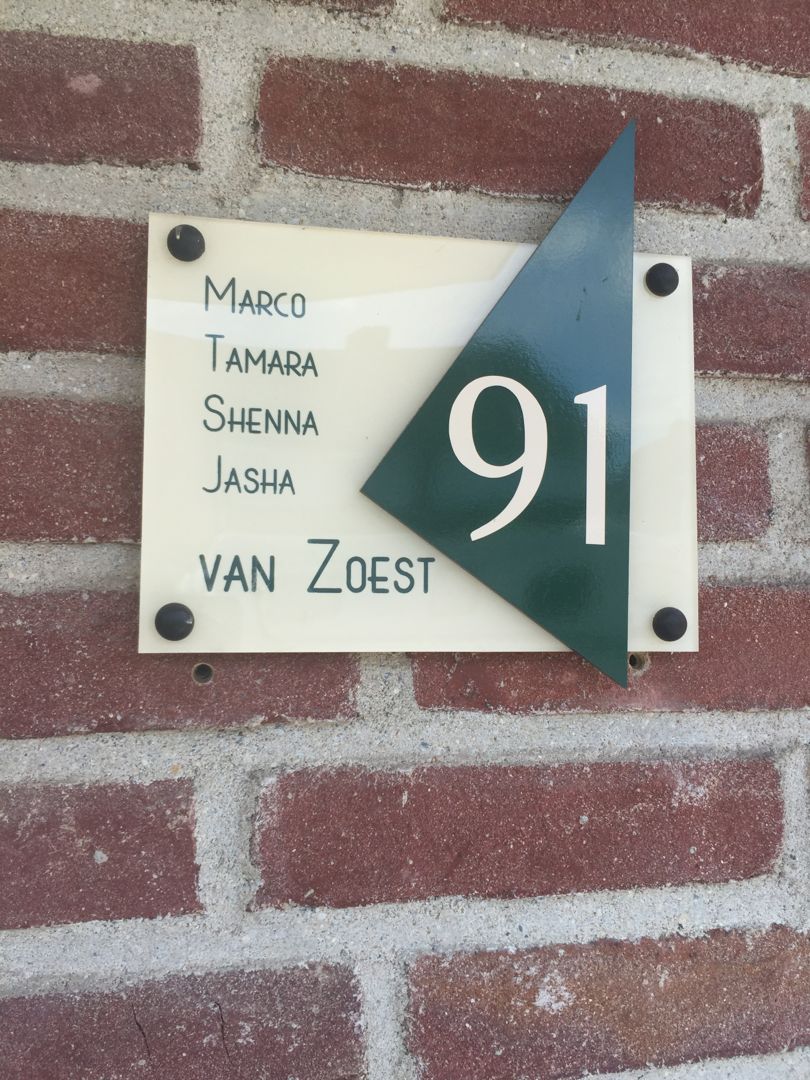 Marco
Tamara
Shenna
Jasha
van Zoest
91